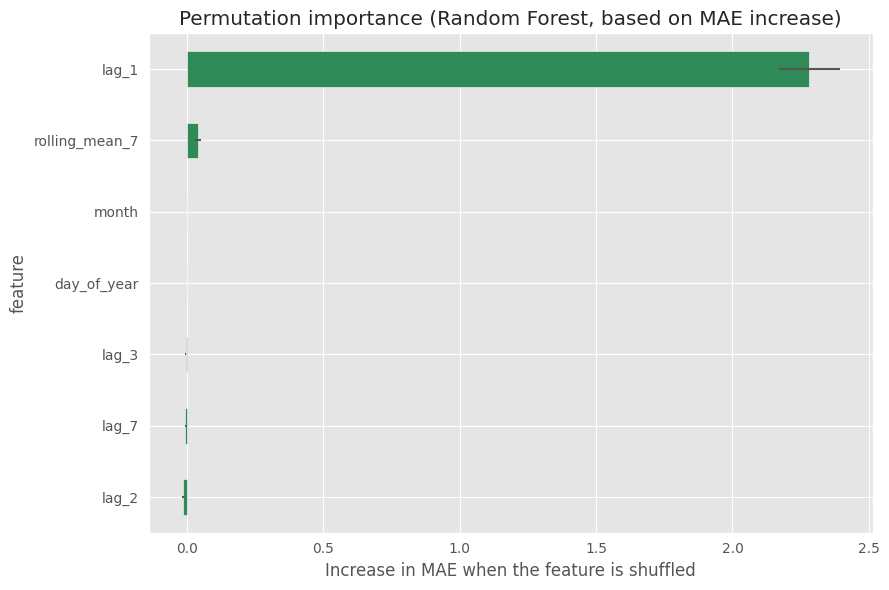 Permutation importance (Random Forest, based on MAE increase)
lag_1
rolling_mean_7
month
day_of_year
lag_3
lag_7
lag_2
feature
0.0 0.5 1.0 1.5 2.0 2.5
Increase in MAE when the feature is shuffled